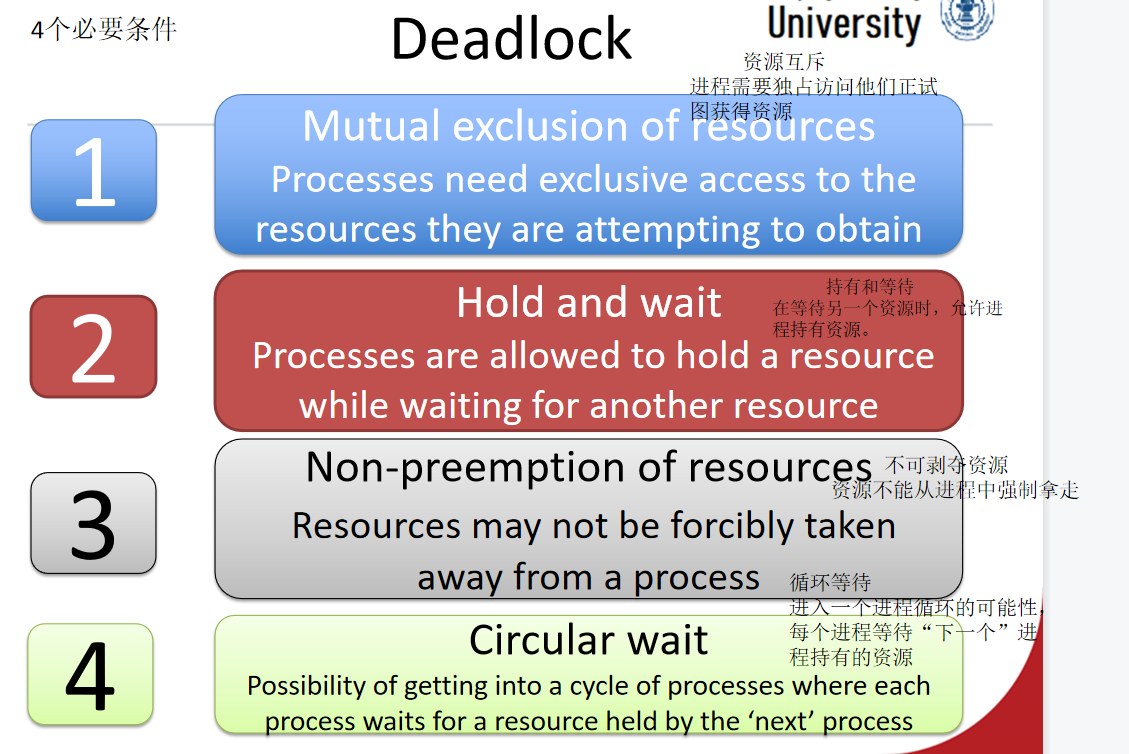 4个必要条件
Deadlock
University
资源互斥
进程需要独占访问他们正试
图获得资源
1
Mutual exclusion of resources
Processes need exclusive access to the
resources they are attempting to obtain
2
Hold and wait
持有和等待
在等待另一个资源时，允许进
程持有资源。
Processes are allowed to hold a resource
while waiting for another resource
3
Non-preemption of resources
不可剥夺资源
资源不能从进程中强制拿走
Resources may not be forcibly taken
away from a process
4
Circular wait
循环等待
进入一个进程循环的可能性，
每个进程等待“下一个”进
程持有的资源
Possibility of getting into a cycle of processes where each
process waits for a resource held by the ‘next’ process